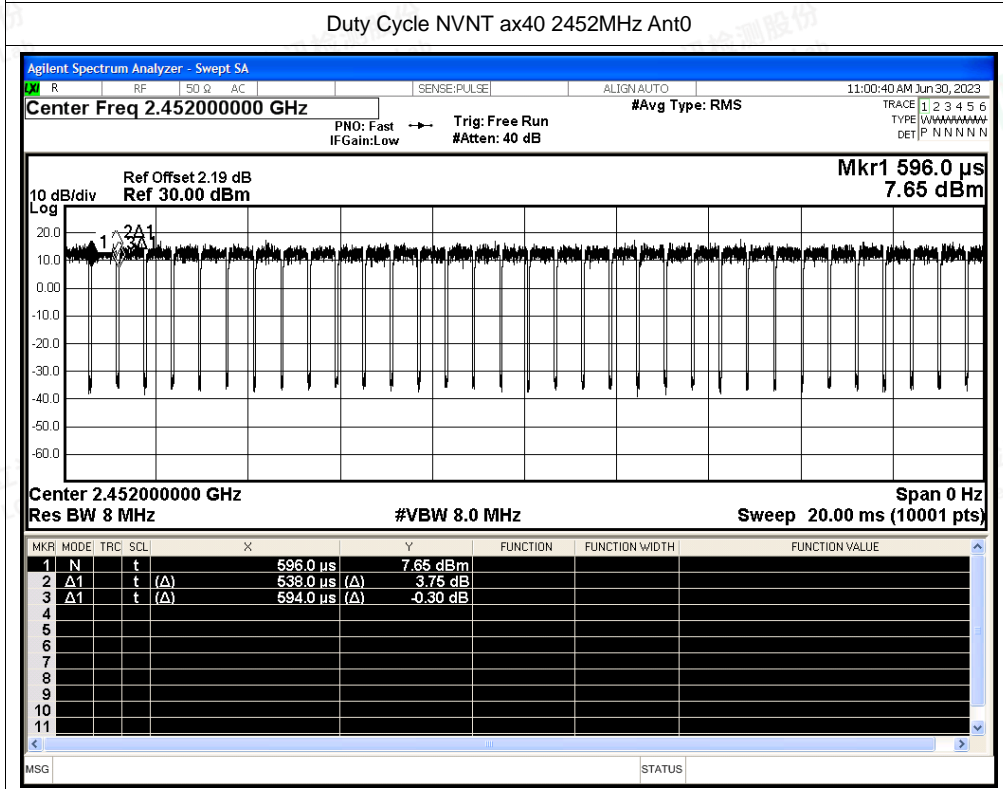 Duty Cycle NVNT ax40 2452MHz Ant0
Agilent Spectrum Analyzer - Swept SA
LXI R RF 50 Ω AC SENSE:PULSE ALIGN AUTO 11:00:40 AM Jun 30, 2023
Center Freq 2.452000000 GHz #Avg Type: RMS TRACE 1 2 3 4 5 6
PNO: Fast Trig: Free Run TYPE WWWWWW
IFGain:Low #Atten: 40 dB DET P N N N N N
Mkr1 596.0 µs
Ref Offset 2.19 dB
10 dB/div Ref 30.00 dBm 7.65 dBm
Log
20.0
10.0
0.00
-10.0
-20.0
-30.0
-40.0
-50.0
-60.0
1
2Δ1
3Δ1
Center 2.452000000 GHz Span 0 Hz
Res BW 8 MHz #VBW 8.0 MHz Sweep 20.00 ms (10001 pts)
MKR MODE TRC SCL X Y FUNCTION FUNCTION WIDTH FUNCTION VALUE
1 N t 596.0 µs 7.65 dBm
2 Δ1 t (Δ) 538.0 µs (Δ) 3.75 dB
3 Δ1 t (Δ) 594.0 µs (Δ) -0.30 dB
4
5
6
7
8
9
10
11
MSG STATUS